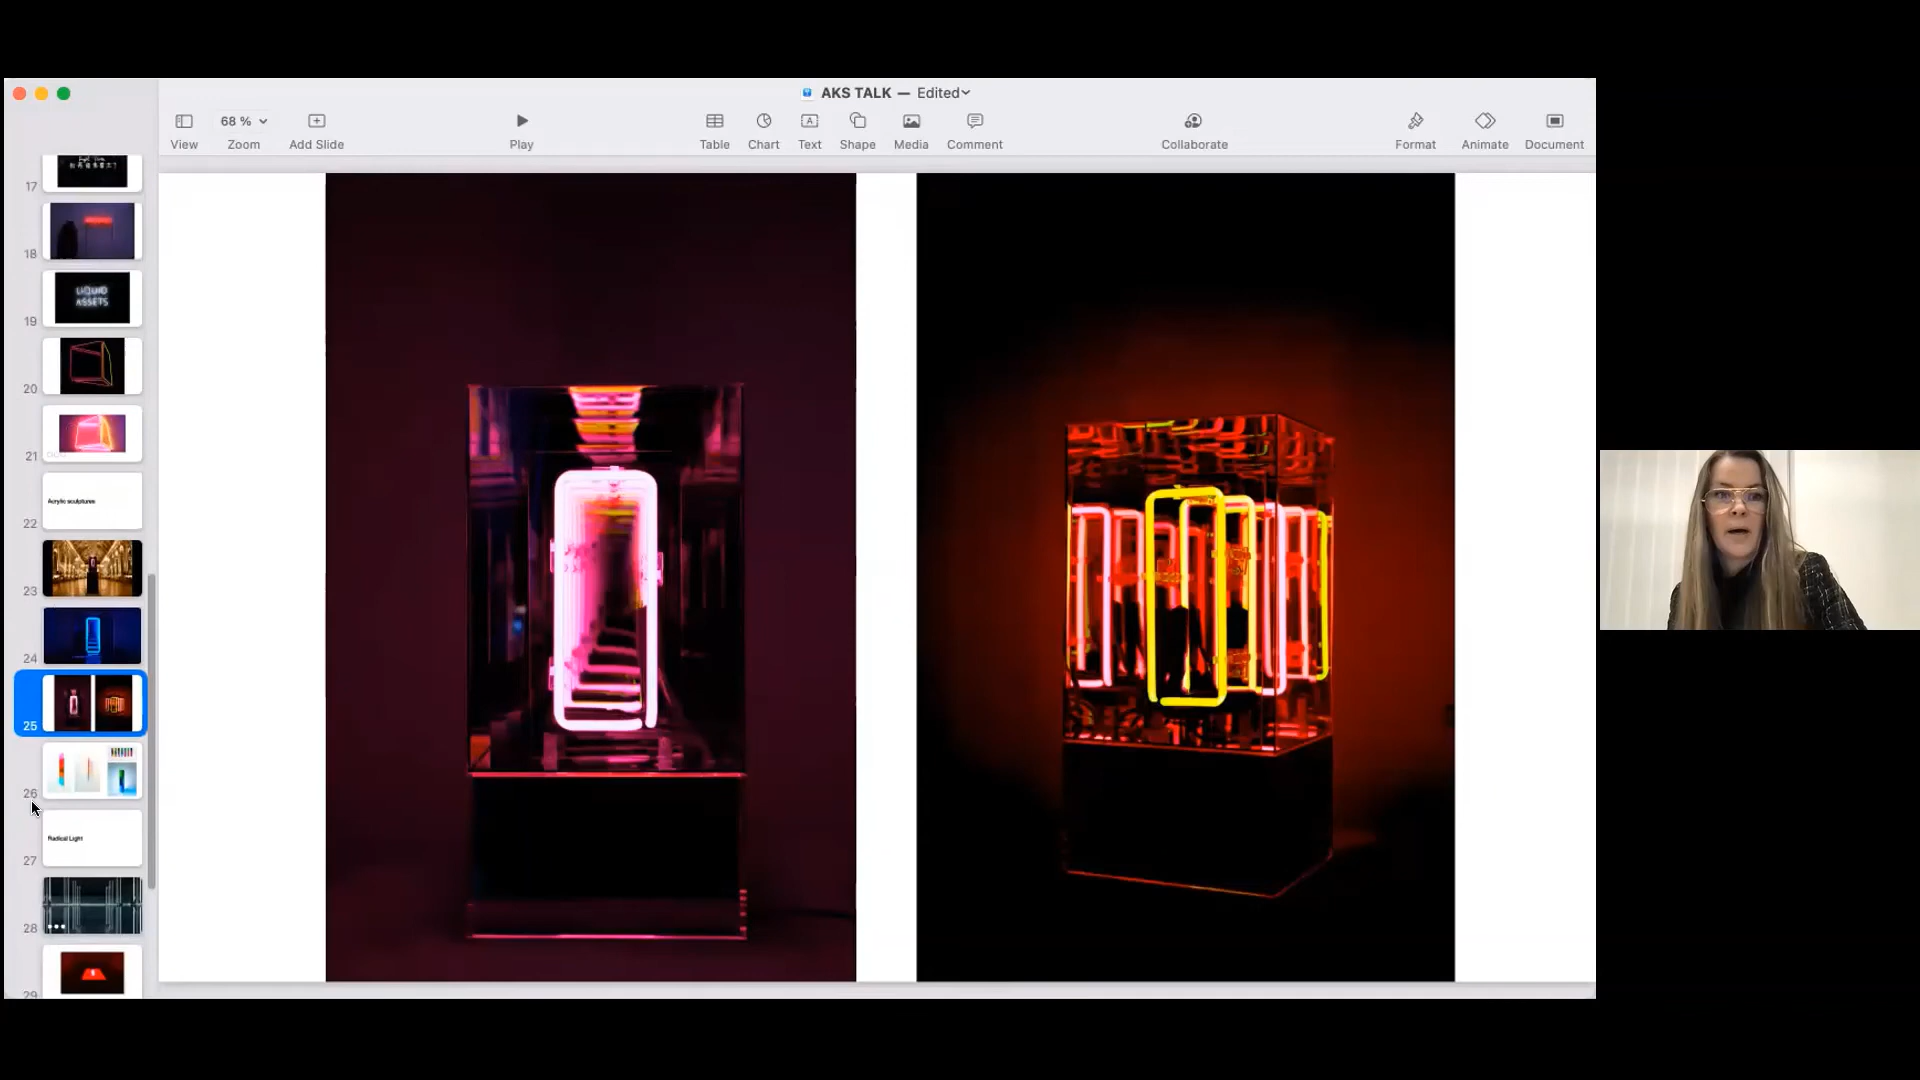 AKS TALK — Edited
68 %
View
Zoom
Add Slide
Play
Table
Chart
Text
Shape
Media
Comment
Collaborate
Format
Animate
Document
17
18
LIQUID
ASSETS
19
20
21
Acrylic sculptures
22
23
24
25
26
Radical Light
27
28
29